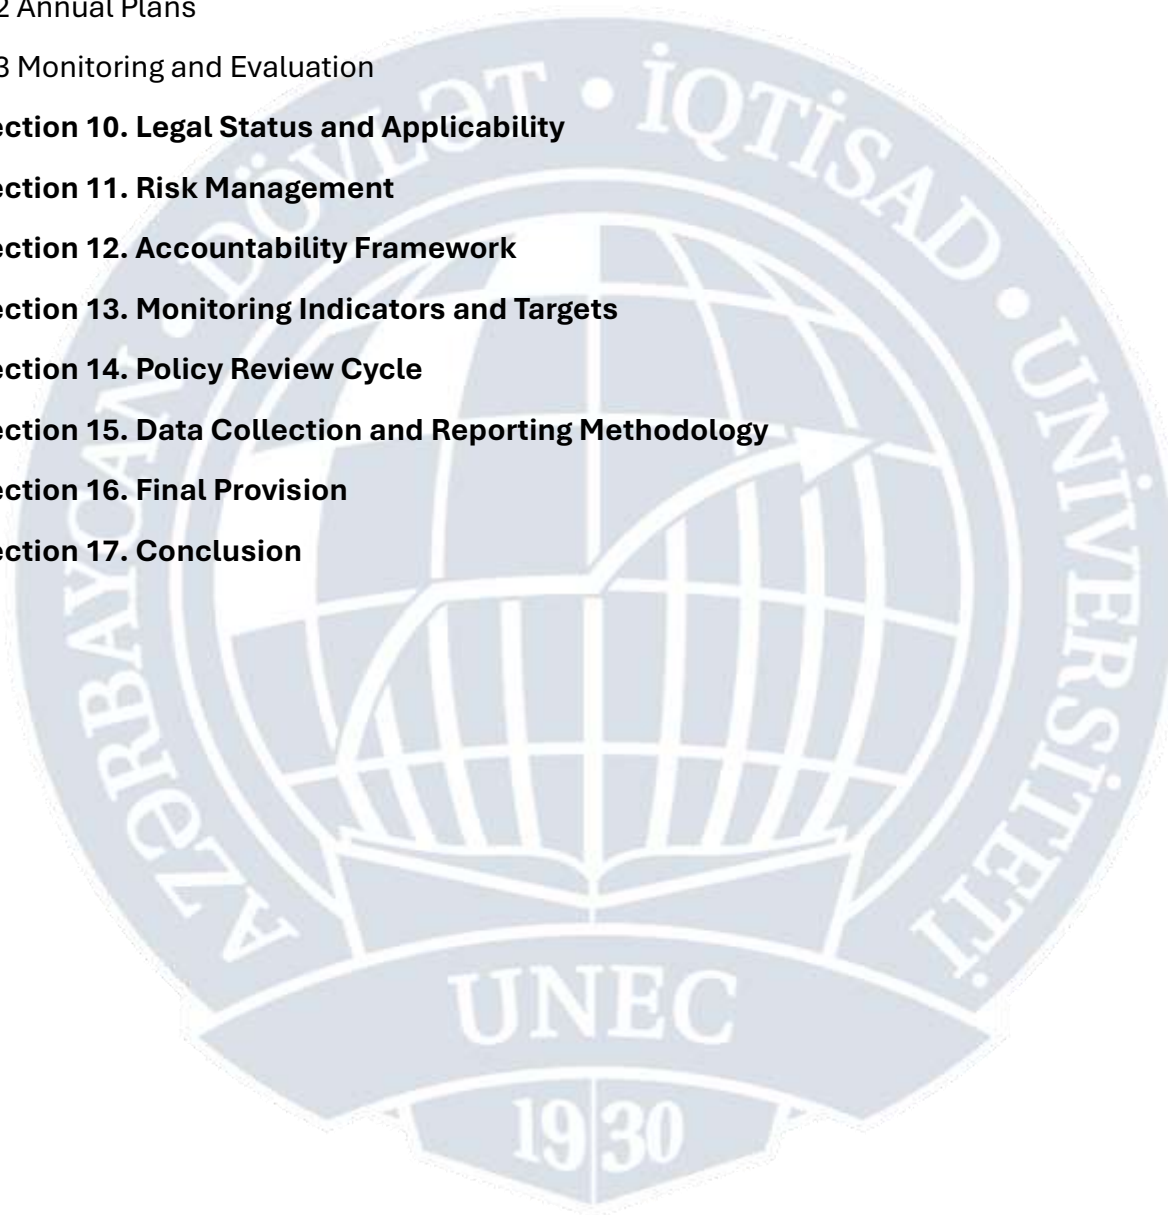 2 Annual Plans
3 Monitoring and Evaluation
ection 10. Legal Status and Applicability
ection 11. Risk Management
ection 12. Accountability Framework
ection 13. Monitoring Indicators and Targets
ection 14. Policy Review Cycle
ection 15. Data Collection and Reporting Methodology
ection 16. Final Provision
ection 17. Conclusion
AZƏRBAYCAN • DÖVLƏT • İQTİSAD • UNİVERSİTETİ
UNEC
1930